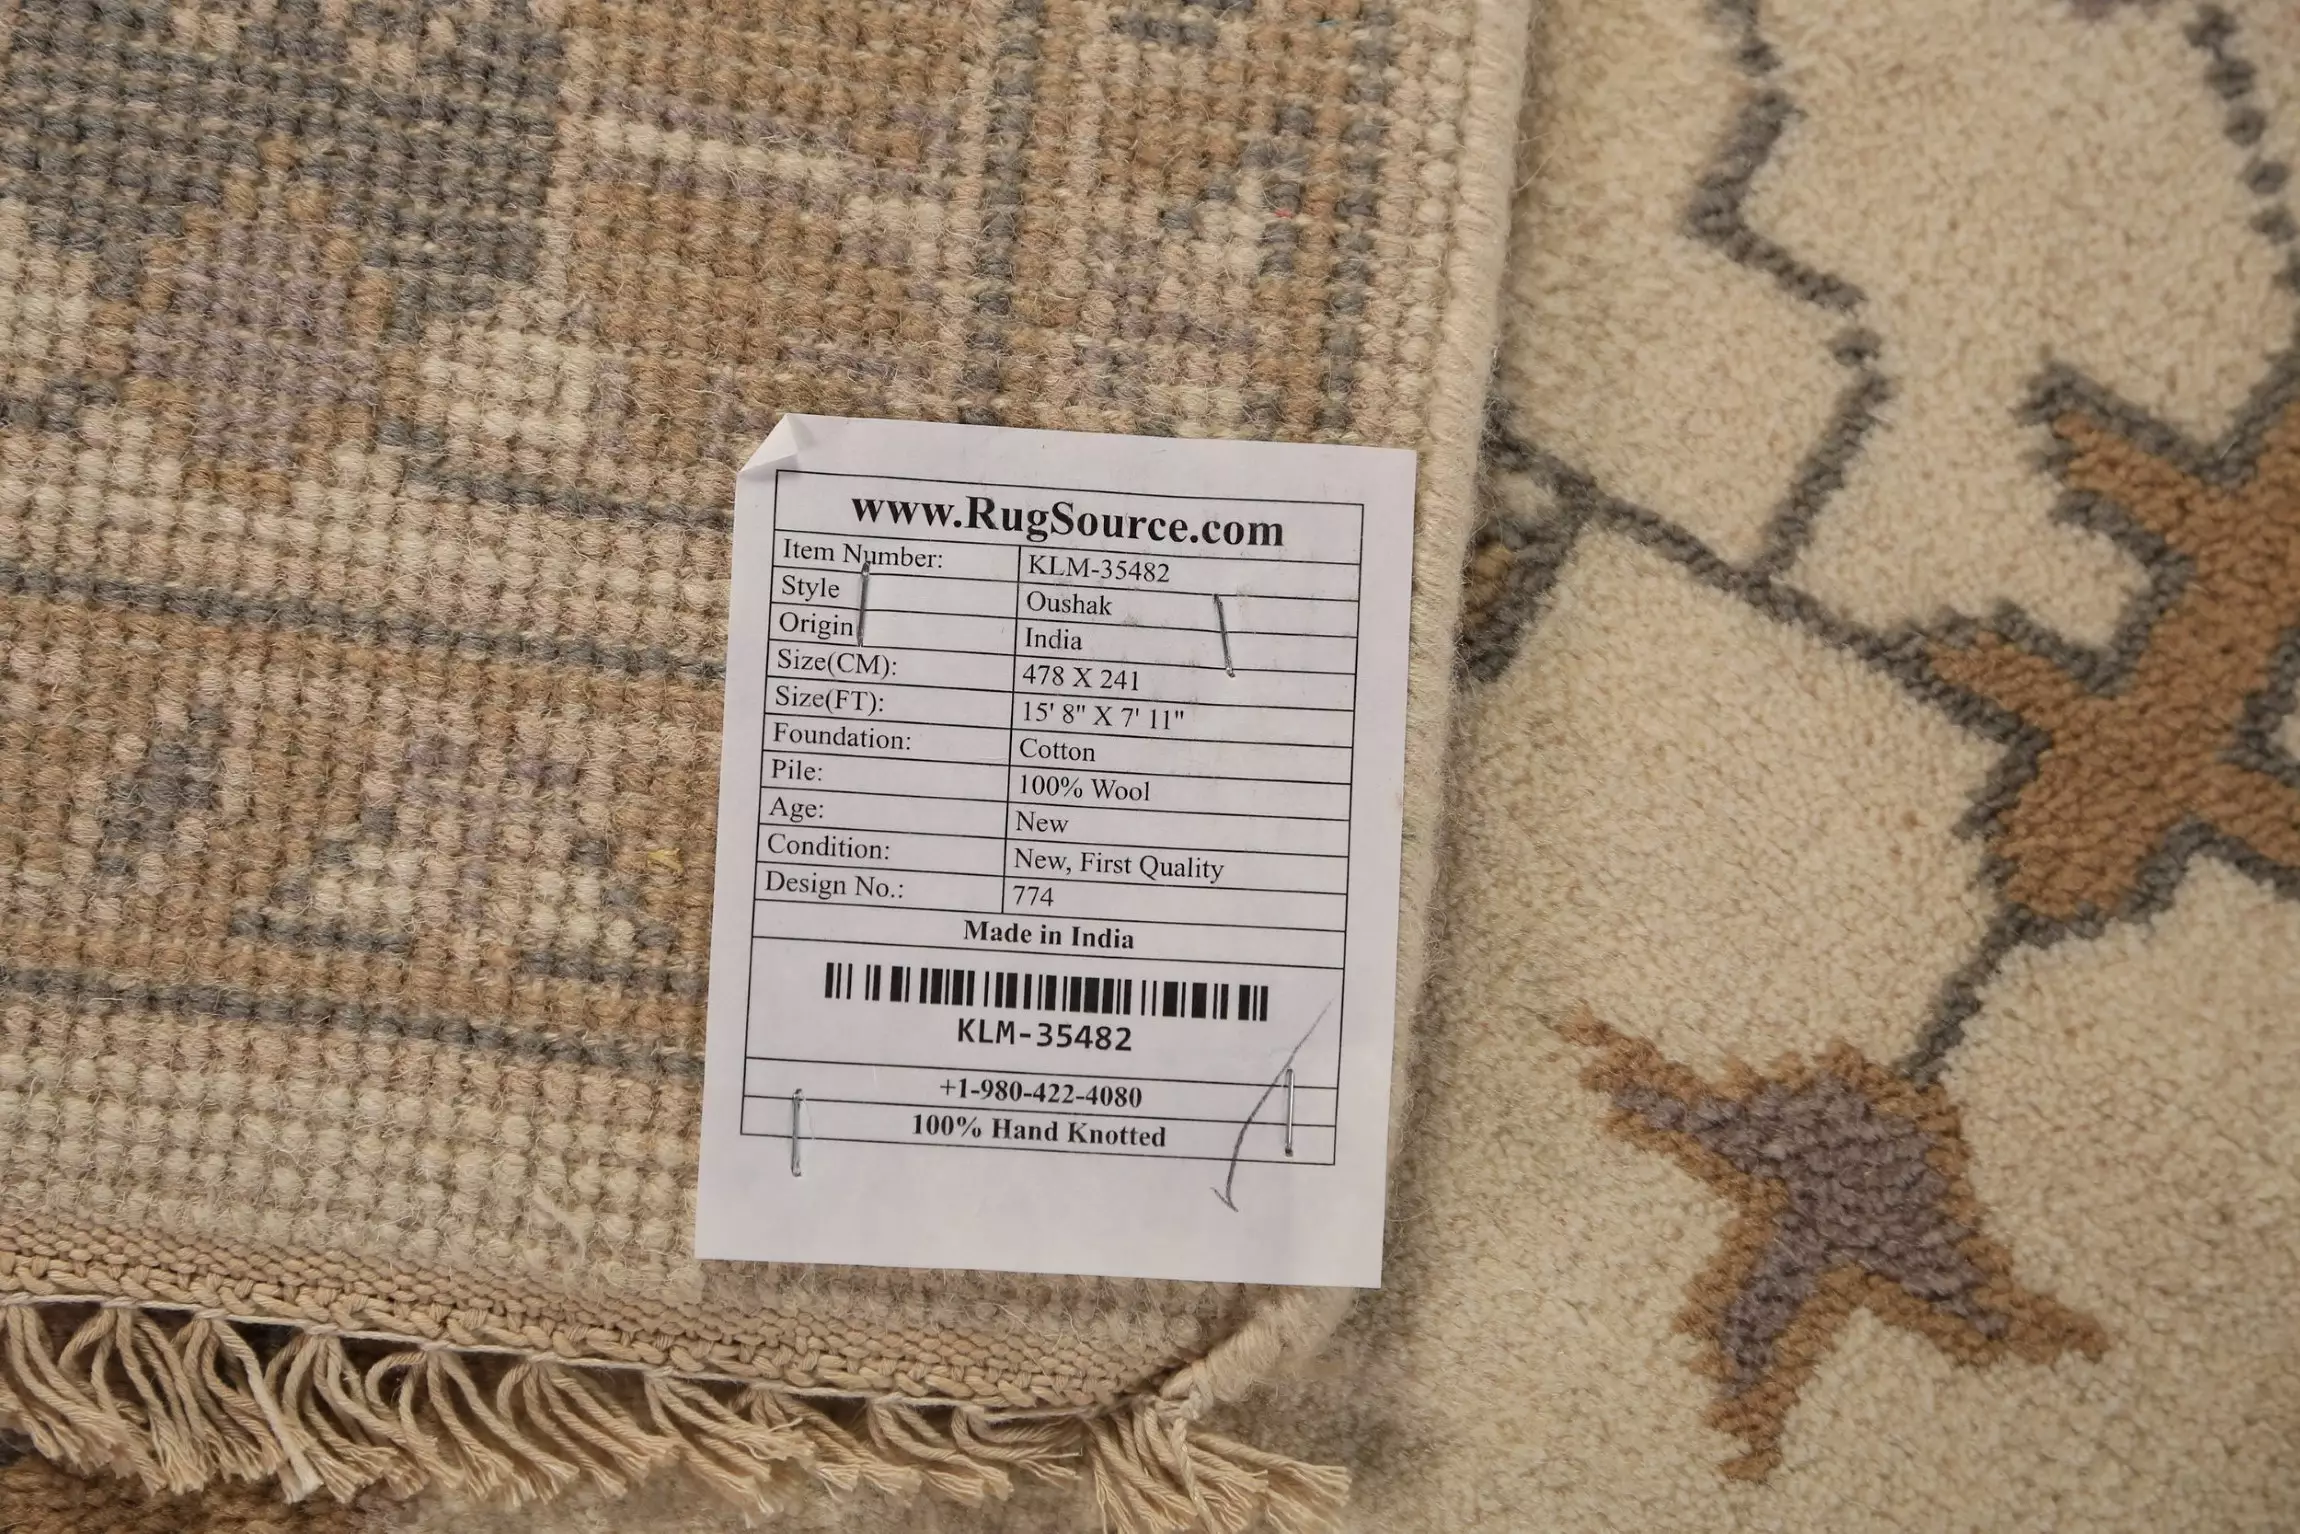 www.RugSource.com
Item Number: KLM-35482
Style Oushak
Origin India
Size(CM): 478 X 241
Size(FT): 15' 8" X 7' 11"
Foundation: Cotton
Pile: 100% Wool
Age: New
Condition: New, First Quality
Design No.: 774
Made in India
KLM-35482
+1-980-422-4080
100% Hand Knotted